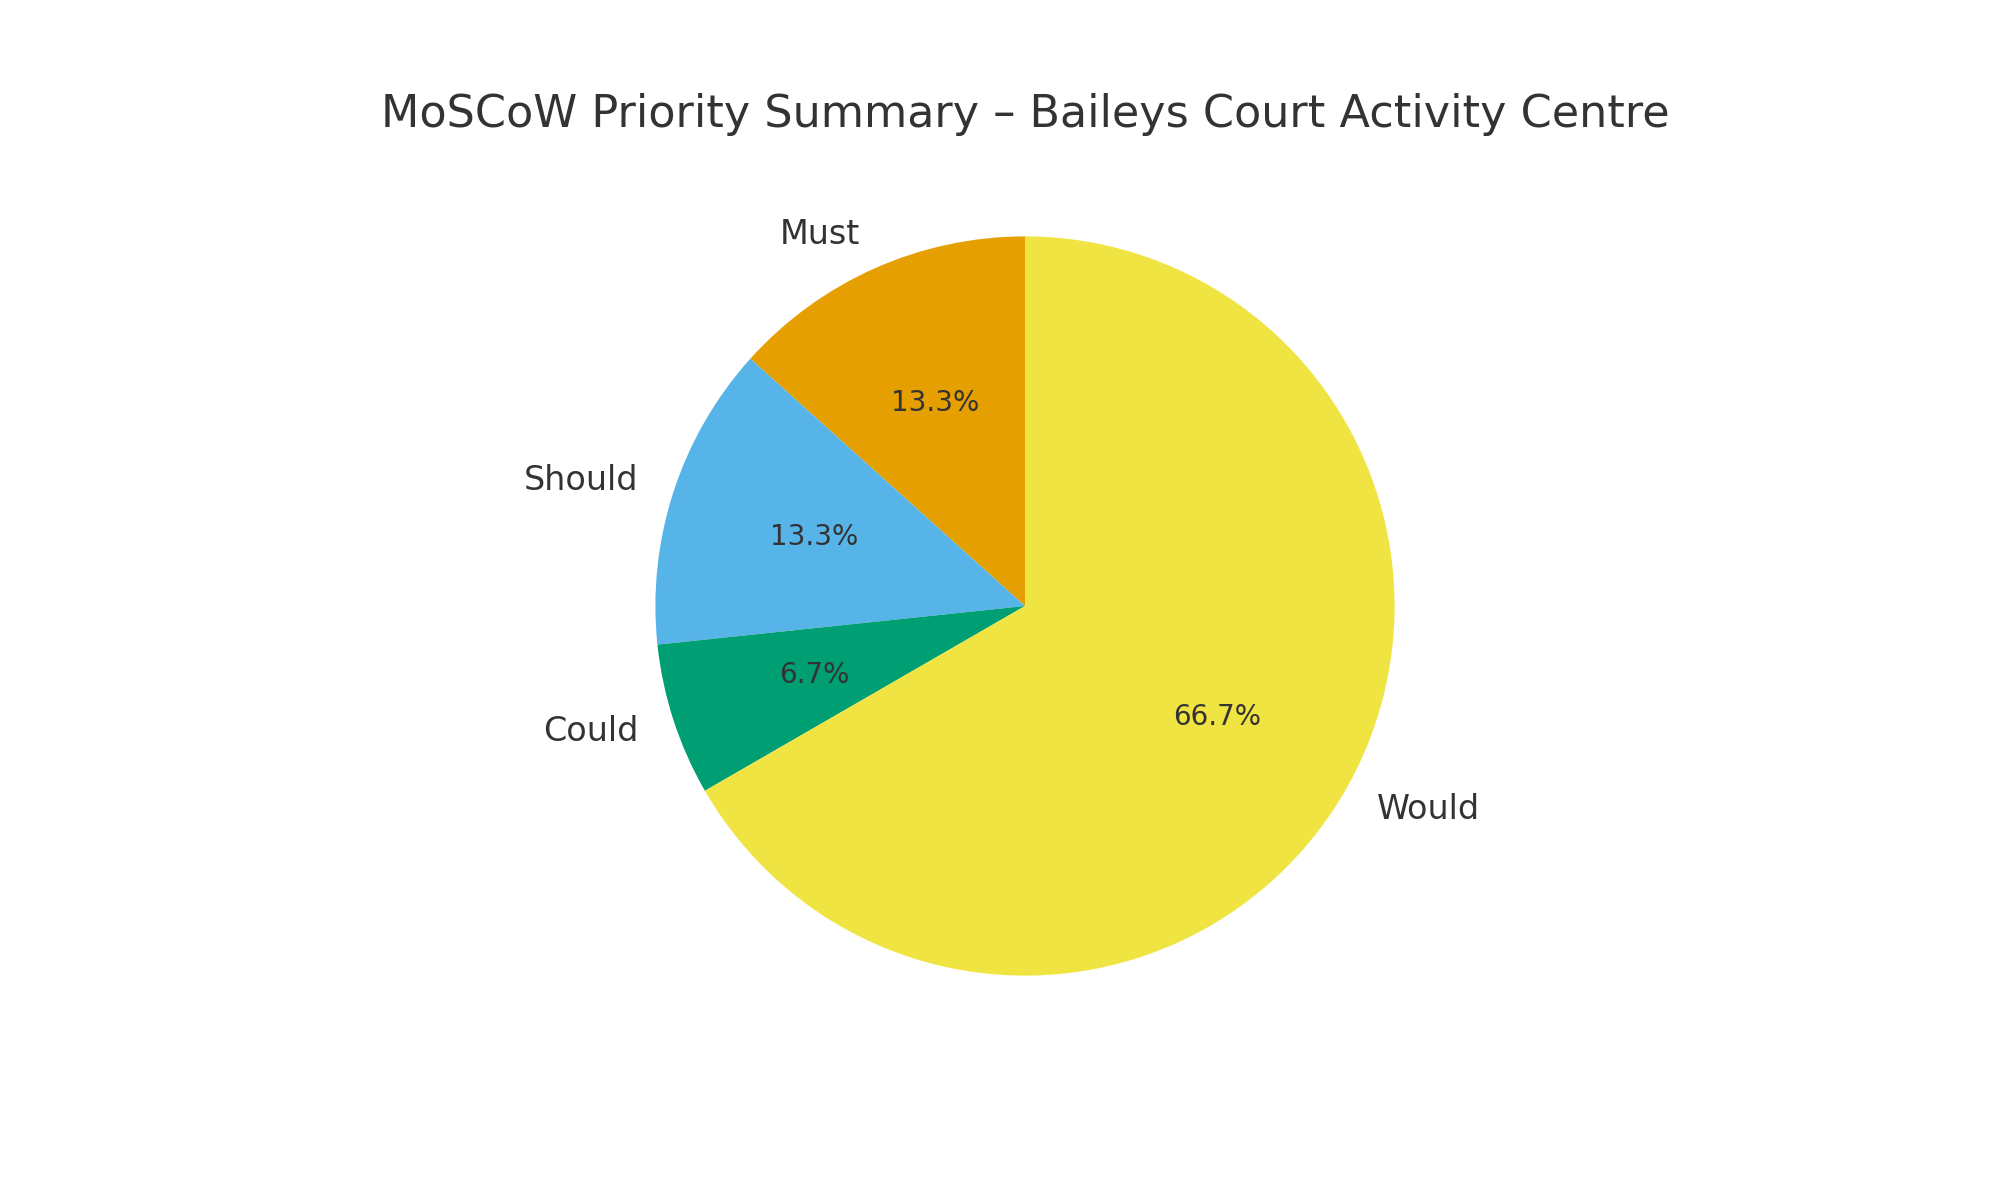 MoSCoW Priority Summary – Baileys Court Activity Centre
Must
13.3%
Should
13.3%
6.7%
66.7%
Could
Would